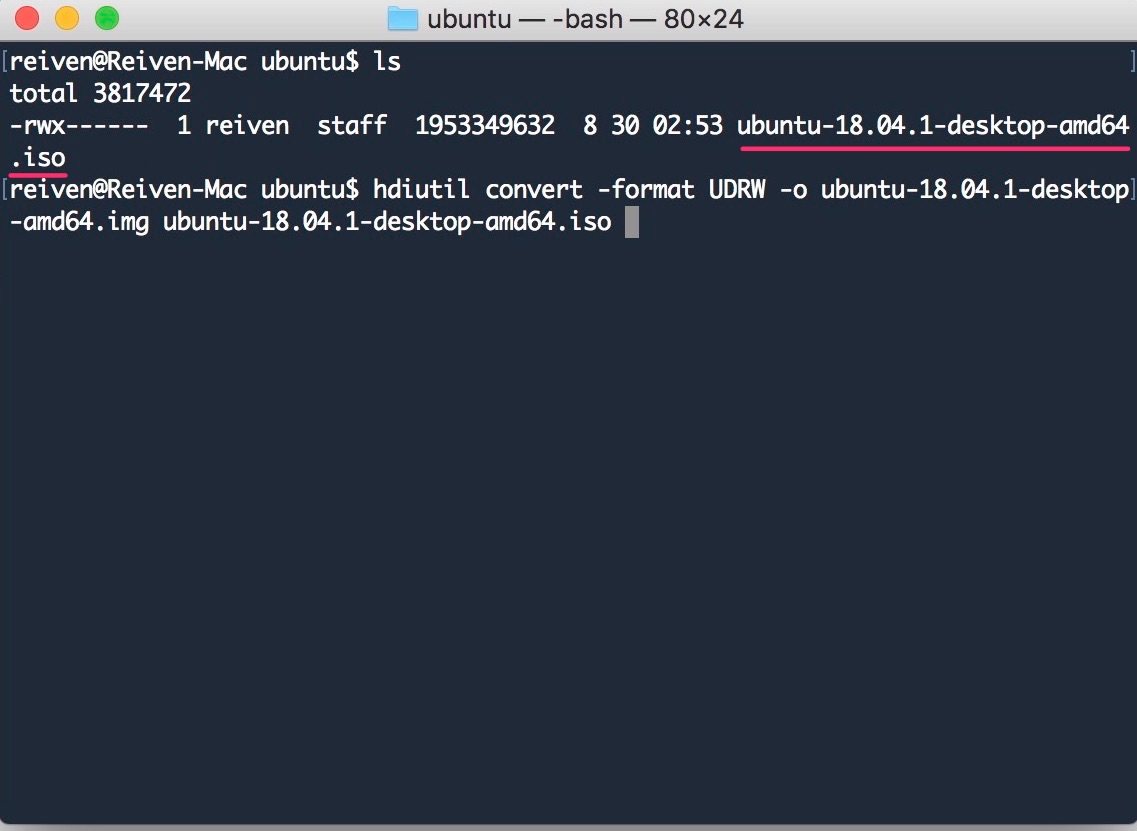 ubuntu — -bash — 80×24
[reiven@Reiven-Mac ubuntu$ ls ]
total 3817472
-rwx------  1 reiven  staff  1953349632  8 30 02:53 ubuntu-18.04.1-desktop-amd64
.iso
[reiven@Reiven-Mac ubuntu$ hdiutil convert -format UDRW -o ubuntu-18.04.1-desktop]
-amd64.img ubuntu-18.04.1-desktop-amd64.iso